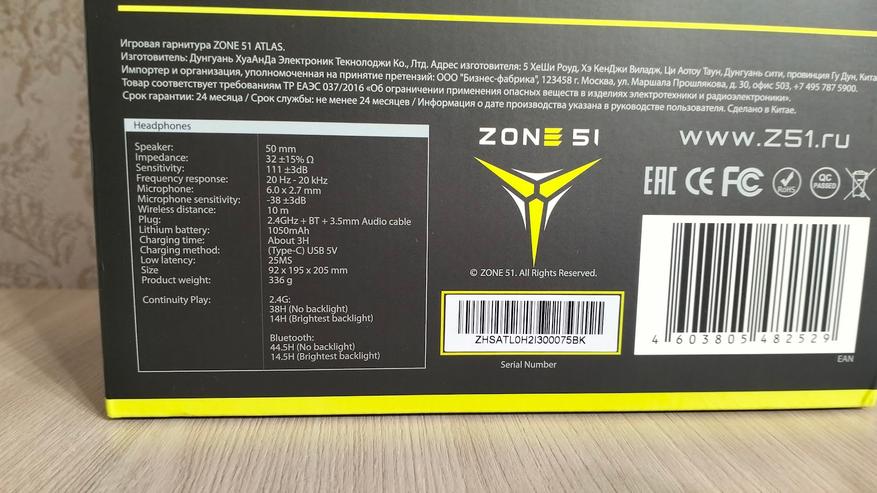 Игровая гарнитура ZONE 51 ATLAS.
Изготовитель: Дунгуань ХуаАнДа Электроник Текнолоджи Ко., Лтд. Адрес изготовителя: 5 ХеШи Роуд, Хэ КенДжи Виладж, Ци Аотоу Таун, Дунгуань сити, провинция Гу Дун, Китай
Импортер и организация, уполномоченная на принятие претензий: ООО "Бизнес-фабрика", 123458 г. Москва, ул. Маршала Прошлякова, д. 30, офис 503, +7 495 787 5900.
Товар соответствует требованиям ТР ЕАЭС 037/2016 «Об ограничении применения опасных веществ в изделиях электротехники и радиоэлектроники».
Срок гарантии: 24 месяца / Срок службы: не менее 24 месяцев / Информация о дате производства указана в руководстве пользователя. Сделано в Китае.
Headphones
Speaker: 50 mm
Impedance: 32 ±15% Ω
Sensitivity: 111 ±3dB
Frequency response: 20 Hz - 20 kHz
Microphone: 6.0 x 2.7 mm
Microphone sensitivity: -38 ±3dB
Wireless distance: 10 m
Plug: 2.4GHz + BT + 3.5mm Audio cable
Lithium battery: 1050mAh
Charging time: About 3H
Charging method: (Type-C) USB 5V
Low latency: 25MS
Size 92 x 195 x 205 mm
Product weight: 336 g
Continuity Play: 2.4G:
38H (No backlight)
14H (Brightest backlight)
Bluetooth:
44.5H (No backlight)
14.5H (Brightest backlight)
ZONE 51
© ZONE 51. All Rights Reserved.
ZHSATL0H2I300075BK
Serial Number
www.Z51.ru
EAC CE FC RoHS QC PASSED
4 603805 482529
EAN